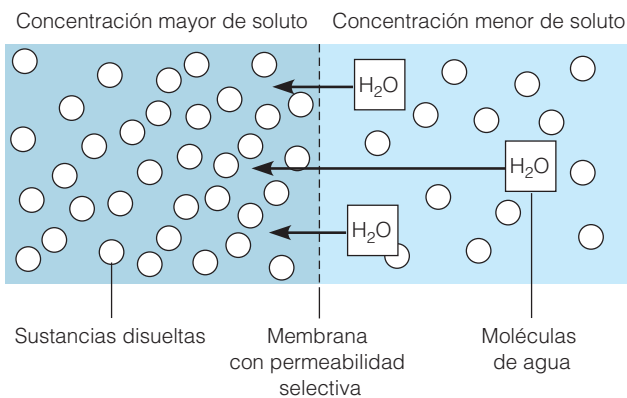 Concentración mayor de soluto
Concentración menor de soluto
H₂O
H₂O
H₂O
Sustancias disueltas
Membrana
con permeabilidad
selectiva
Moléculas
de agua